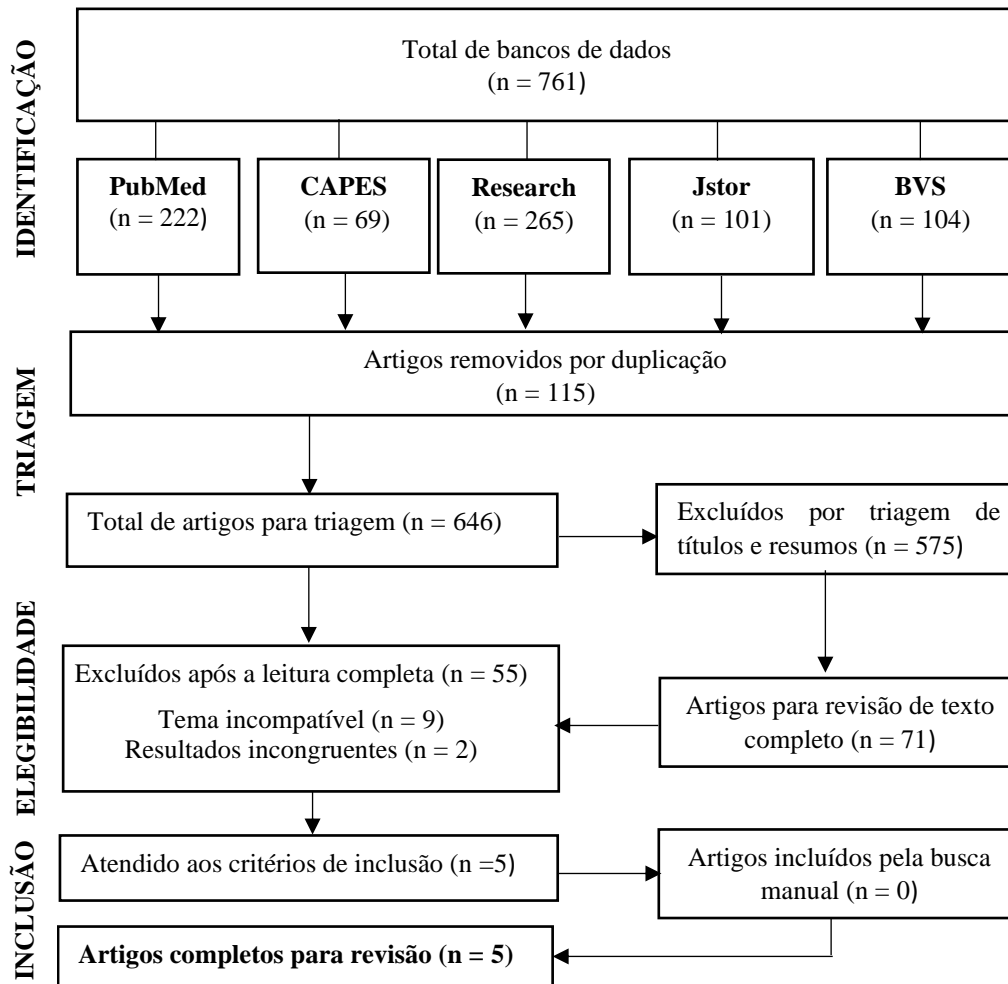 IDENTIFICAÇÃO
Total de bancos de dados
(n = 761)
PubMed
(n = 222)
CAPES
(n = 69)
Research
(n = 265)
Jstor
(n = 101)
BVS
(n = 104)
TRIAGEM
Artigos removidos por duplicação
(n = 115)
Total de artigos para triagem (n = 646)
Excluídos por triagem de
títulos e resumos (n = 575)
ELEGIBILIDADE
Excluídos após a leitura completa (n = 55)
Tema incompatível (n = 9)
Resultados incongruentes (n = 2)
Artigos para revisão de texto
completo (n = 71)
INCLUSÃO
Atendido aos critérios de inclusão (n =5)
Artigos incluídos pela busca
manual (n = 0)
Artigos completos para revisão (n = 5)